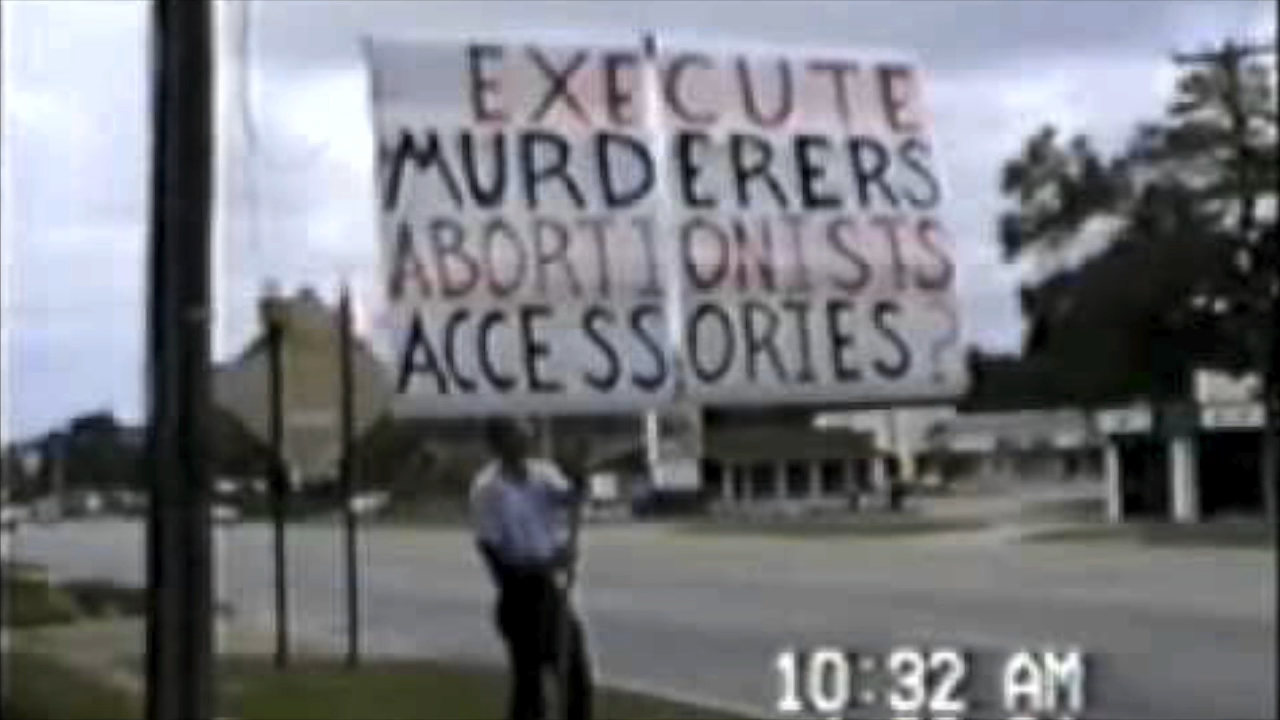 EXECUTE
MURDERERS
ABORTIONISTS
ACCESSORIES?
10:32 AM